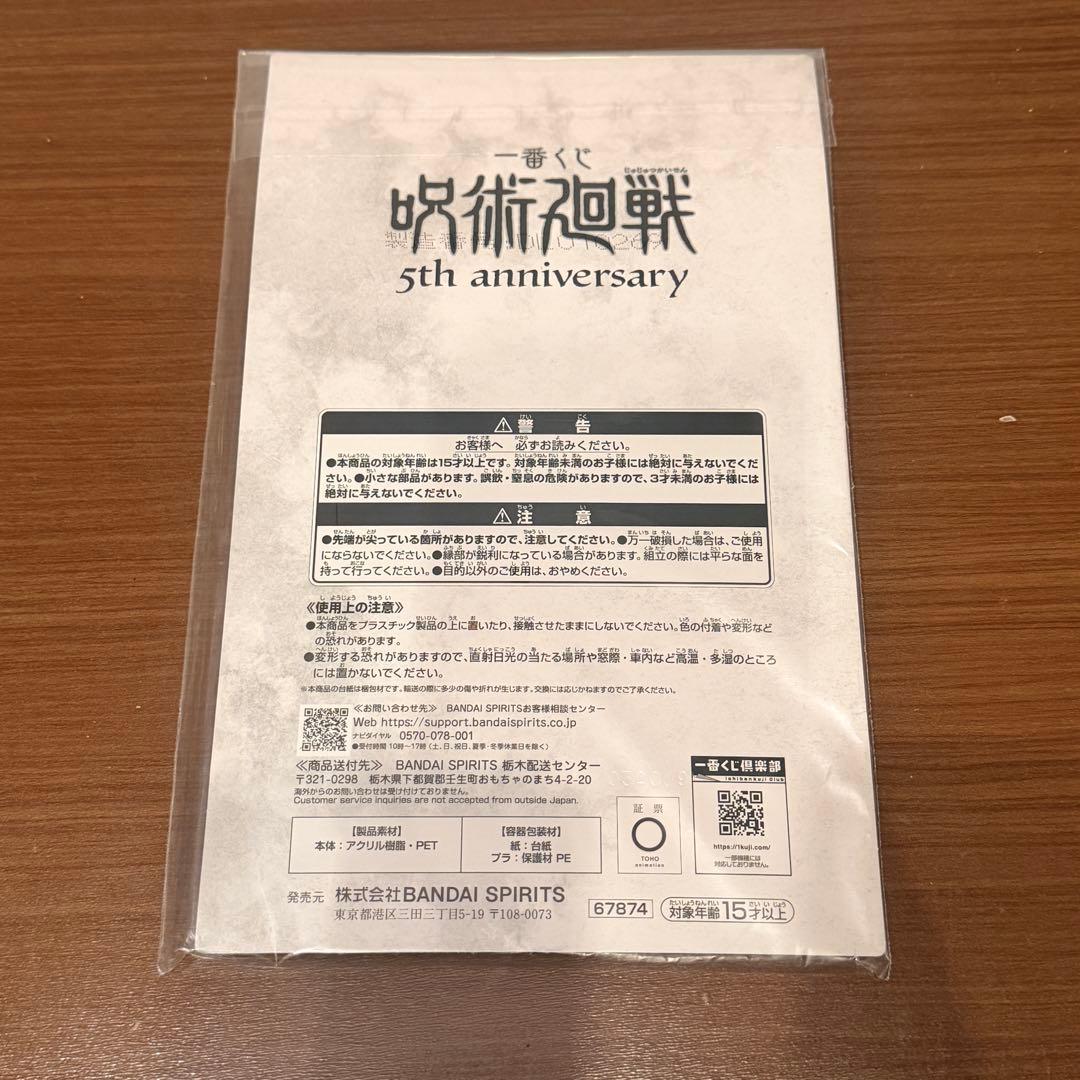 一番くじ
じゅじゅつかいせん
呪術廻戦
5th anniversary
⚠警告
お客様へ 必ずお読みください。
●本商品の対象年齢は15才以上です。対象年齢未満のお子様には絶対に与えないでくだ
さい。●小さな部品があります。誤飲・窒息の危険がありますので、3才未満のお子様には
絶対に与えないでください。
⚠注意
●先端が尖っている箇所がありますので、注意してください。●万一破損した場合は、ご使用
にならないでください。●縁部が鋭利になっている場合があります。組立の際には平らな面を
持って行ってください。●目的以外のご使用は、おやめください。
《使用上の注意》
●本商品をプラスチック製品の上に置いたり、接触させたままにしないでください。色の付着や変形など
の恐れがあります。
●変形する恐れがありますので、直射日光の当たる場所や窓際・車内など高温・多湿のところ
には置かないでください。
※本商品の台紙は梱包材です。輸送の際に多少の傷や折れが生じます。交換には応じかねますのでご了承ください。
≪お問い合わせ先≫ BANDAI SPIRITSお客様相談センター
Web https://support.bandaispirits.co.jp
ナビダイヤル 0570-078-001
●受付時間 10時~17時(土、日、祝日、夏季・冬季休業日を除く)
≪商品送付先≫ BANDAI SPIRITS 栃木配送センター
〒321-0298 栃木県下都賀郡壬生町おもちゃのまち4-2-20
海外からのお問い合わせは受け付けておりません。
Customer service inquiries are not accepted from outside Japan.
【製品素材】
本体:アクリル樹脂・PET
【容器包装材】
紙:台紙
プラ:保護材 PE
証票
TOHO
animation
一番くじ倶楽部
ichibankuji Club
https://1kuji.com/
一部機種には
対応しておりません。
発売元 株式会社BANDAI SPIRITS
東京都港区三田三丁目5-19 〒108-0073
67874
対象年齢15才以上